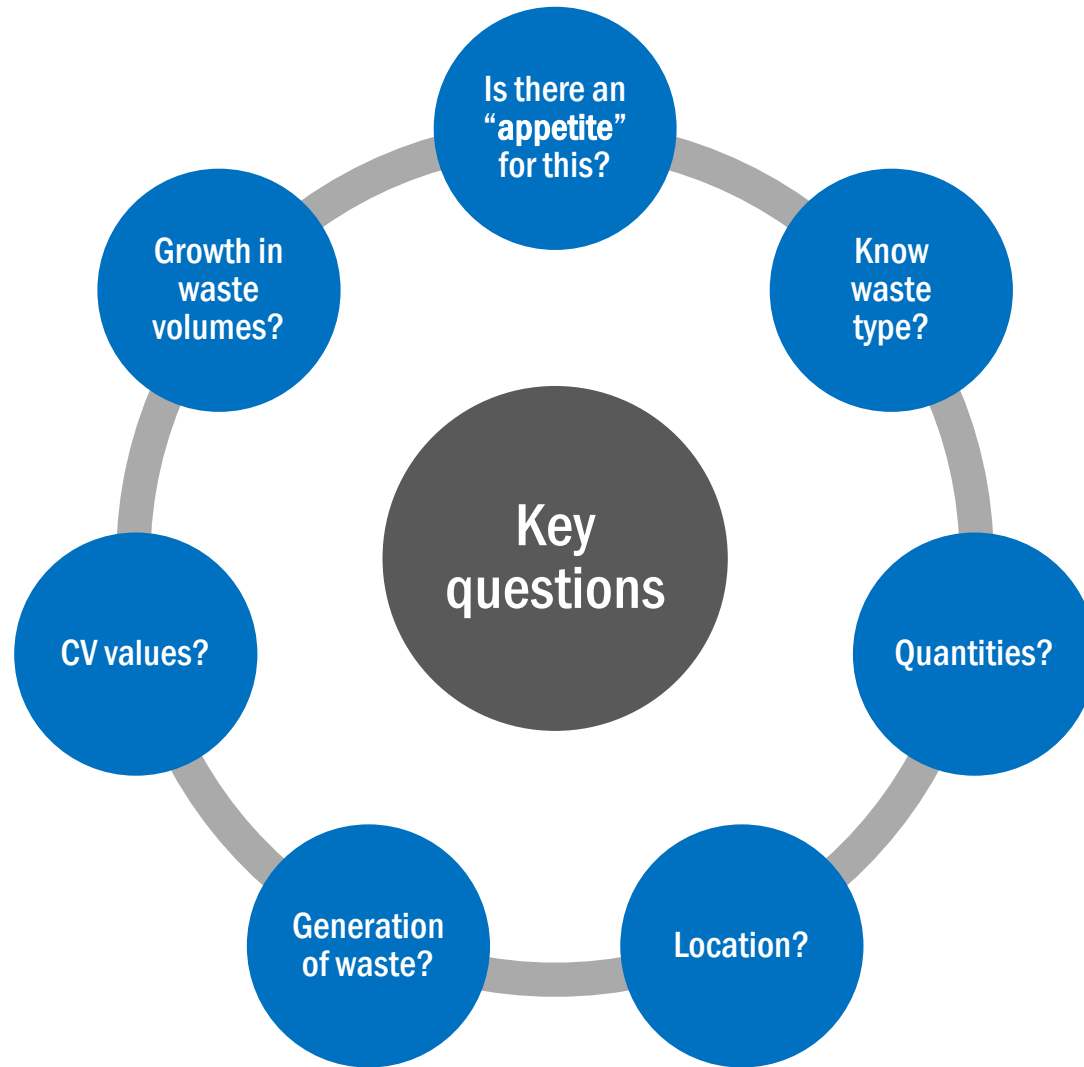 Is there an
“appetite”
for this?
Know
waste
type?
Quantities?
Location?
Generation
of waste?
CV values?
Growth in
waste
volumes?
Key
questions